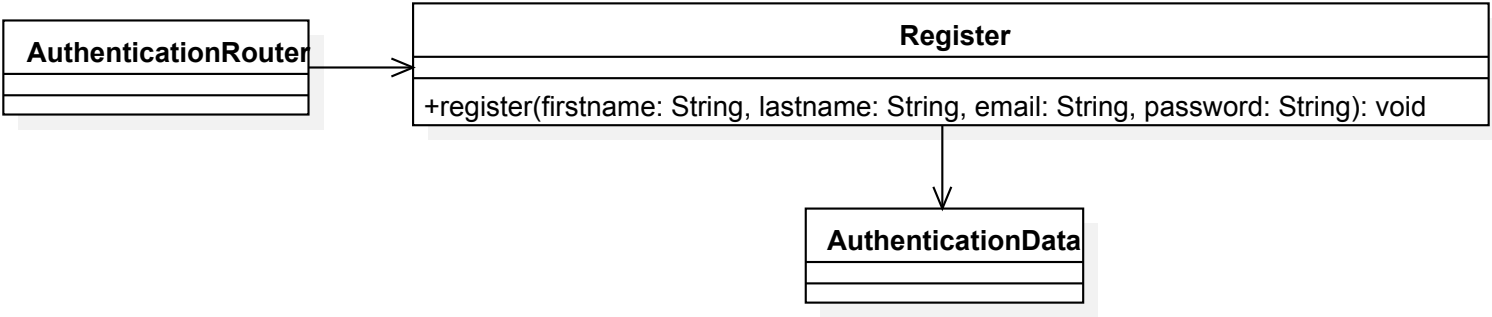 Register
AuthenticationRouter
+register(firstname: String, lastname: String, email: String, password: String): void
AuthenticationData